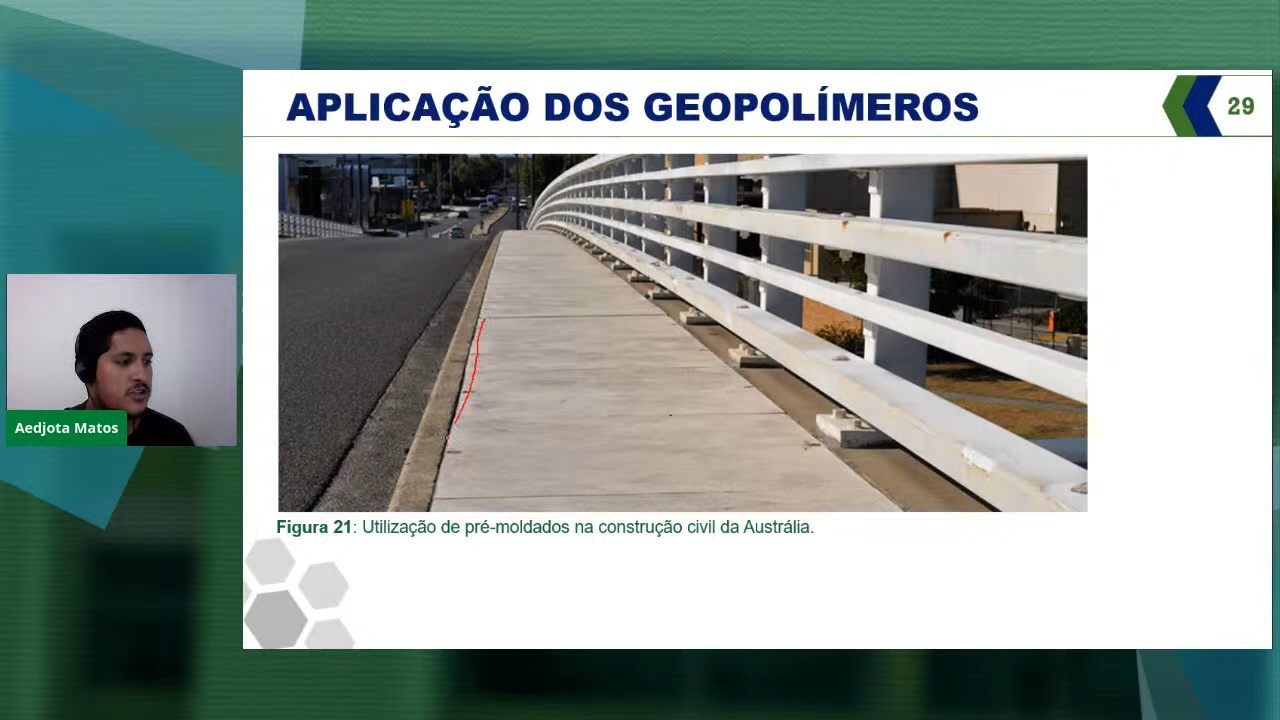 APLICAÇÃO DOS GEOPOLÍMEROS
29
Aedjota Matos
Figura 21: Utilização de pré-moldados na construção civil da Austrália.